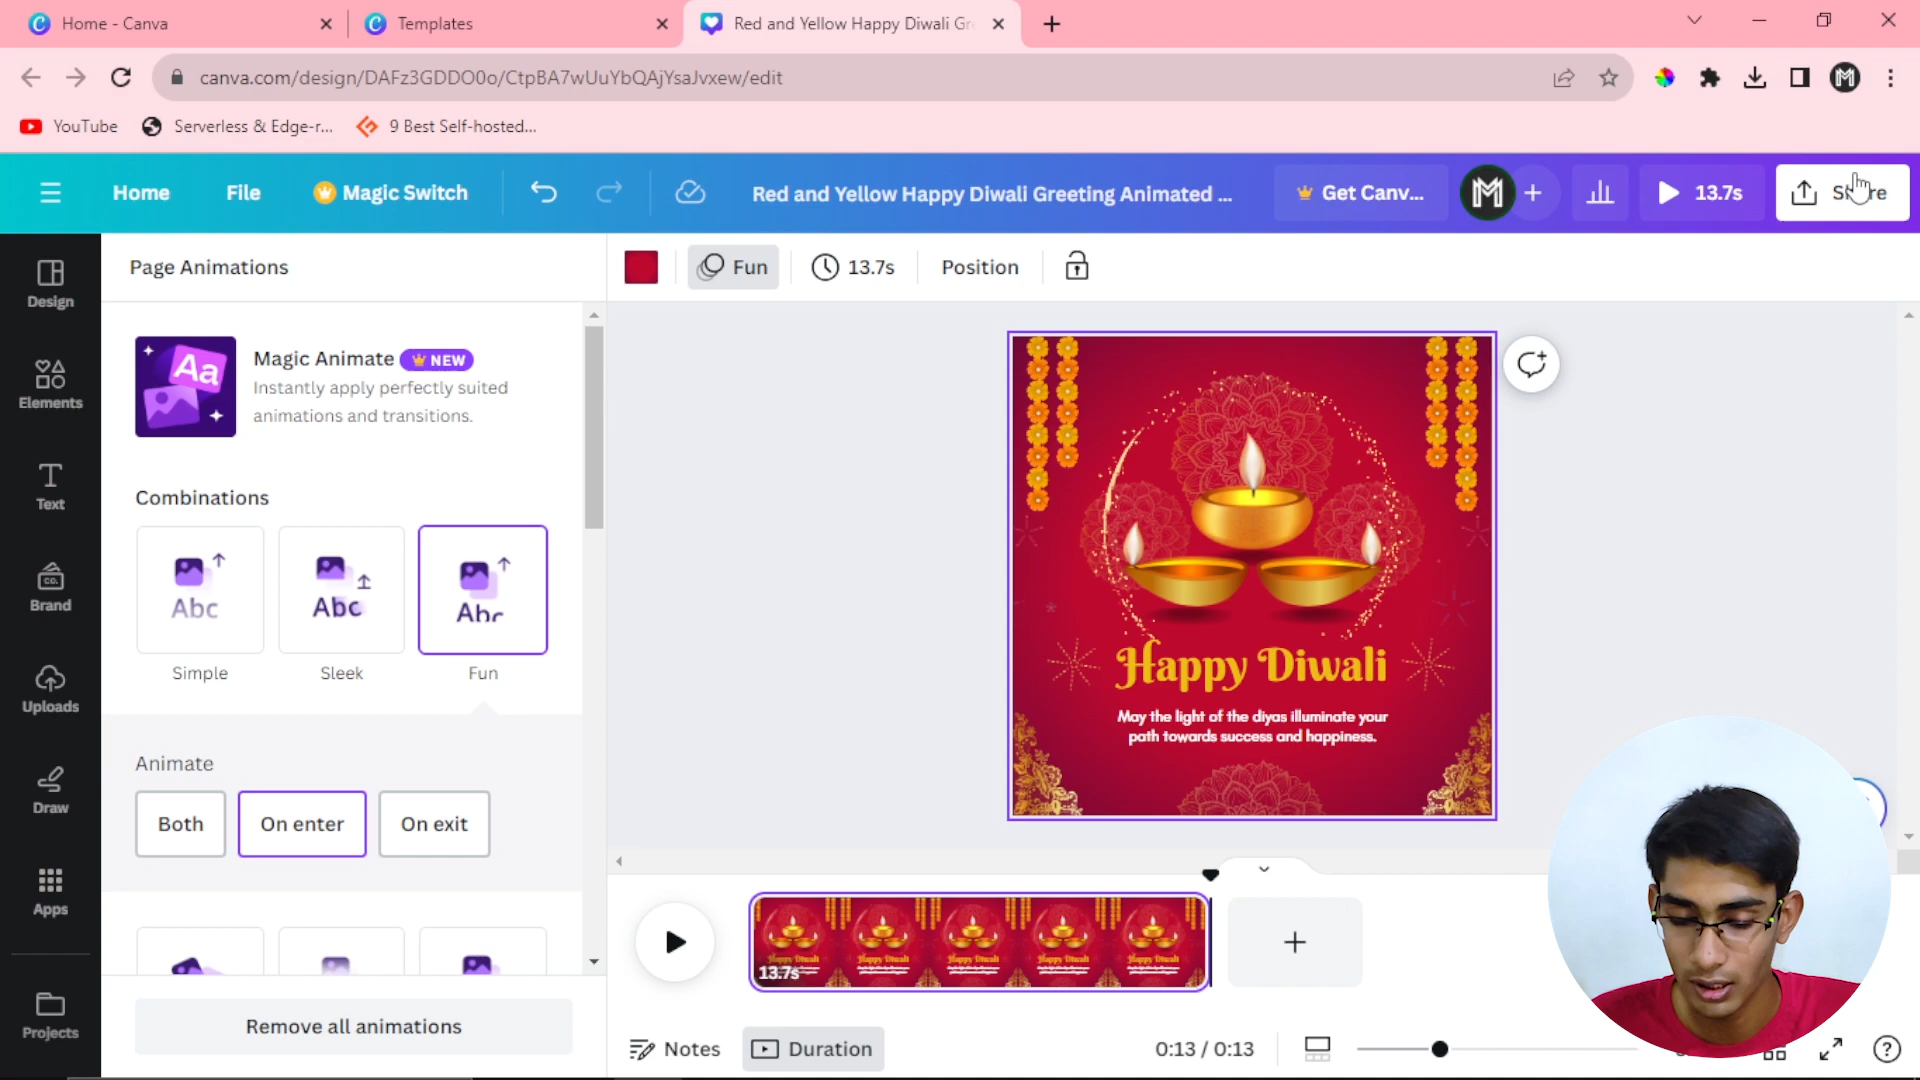 Home - Canva
Templates
Red and Yellow Happy Diwali Gr
canva.com/design/DAFz3GDDO0o/CtpBA7wUuYbQAjYsaJvxew/edit
YouTube
Serverless & Edge-r...
9 Best Self-hosted...
Home
File
Magic Switch
Red and Yellow Happy Diwali Greeting Animated ...
Get Canv...
13.7s
Share
Page Animations
Fun
13.7s
Position
Design
Elements
Text
CO.
Brand
Uploads
Draw
Apps
Projects
Aa
Magic Animate
NEW
Instantly apply perfectly suited
animations and transitions.
Combinations
Abc
Abc
Abc
Simple
Sleek
Fun
Animate
Both
On enter
On exit
Remove all animations
Happy Diwali
May the light of the diyas illuminate your
path towards success and happiness.
13.7s
Notes
Duration
0:13 / 0:13